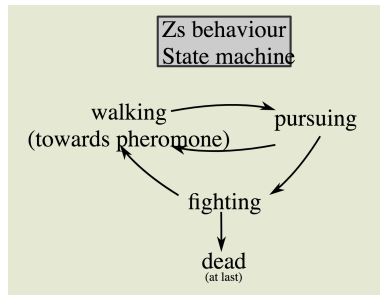 Zs behaviour
State machine
walking
(towards pheromone)
pursuing
fighting
dead
(at last)